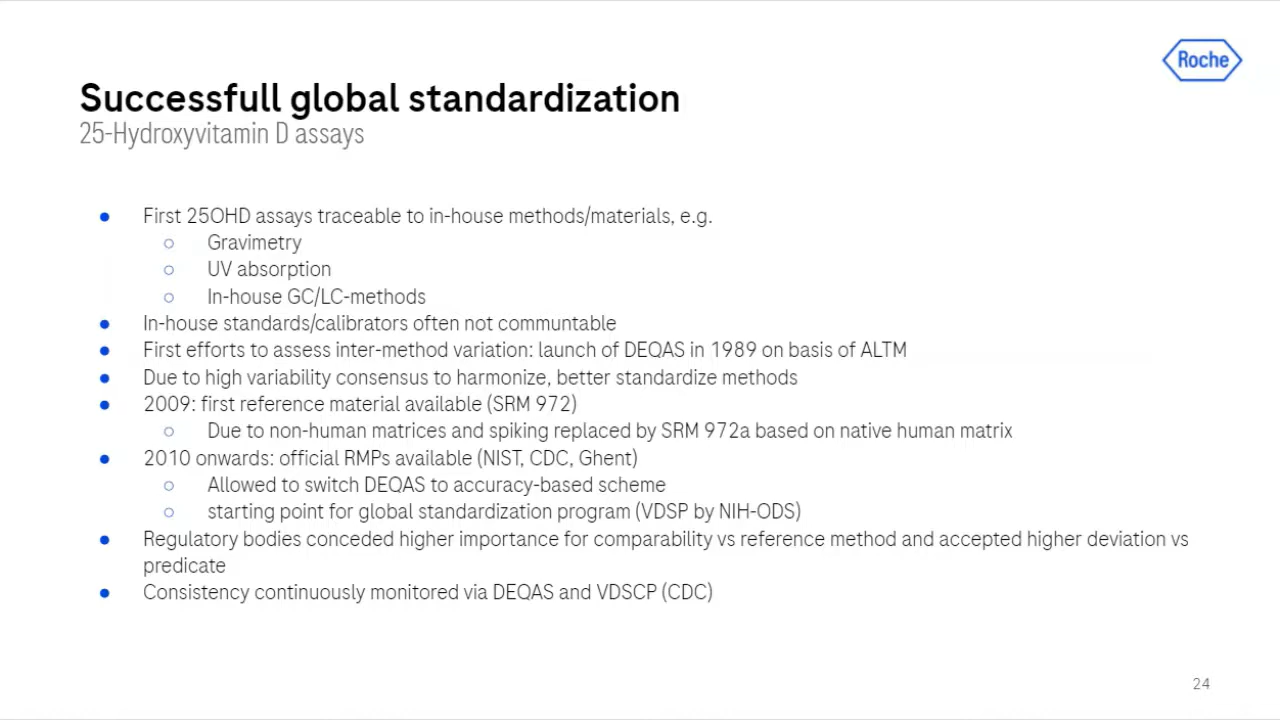 Roche
Successfull global standardization
25-Hydroxyvitamin D assays
● First 25OHD assays traceable to in-house methods/materials, e.g.
○ Gravimetry
○ UV absorption
○ In-house GC/LC-methods
● In-house standards/calibrators often not communtable
● First efforts to assess inter-method variation: launch of DEQAS in 1989 on basis of ALTM
● Due to high variability consensus to harmonize, better standardize methods
● 2009: first reference material available (SRM 972)
○ Due to non-human matrices and spiking replaced by SRM 972a based on native human matrix
● 2010 onwards: official RMPs available (NIST, CDC, Ghent)
○ Allowed to switch DEQAS to accuracy-based scheme
○ starting point for global standardization program (VDSP by NIH-ODS)
● Regulatory bodies conceded higher importance for comparability vs reference method and accepted higher deviation vs
predicate
● Consistency continuously monitored via DEQAS and VDSCP (CDC)
24